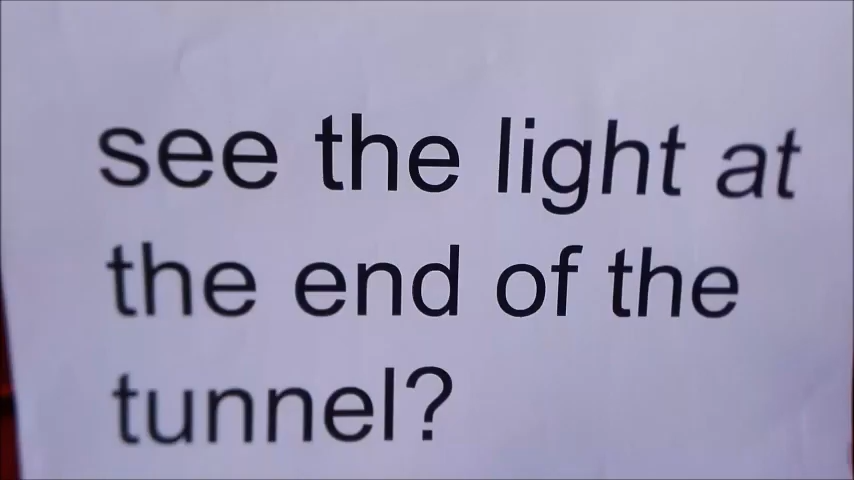 see the light at
the end of the
tunnel?